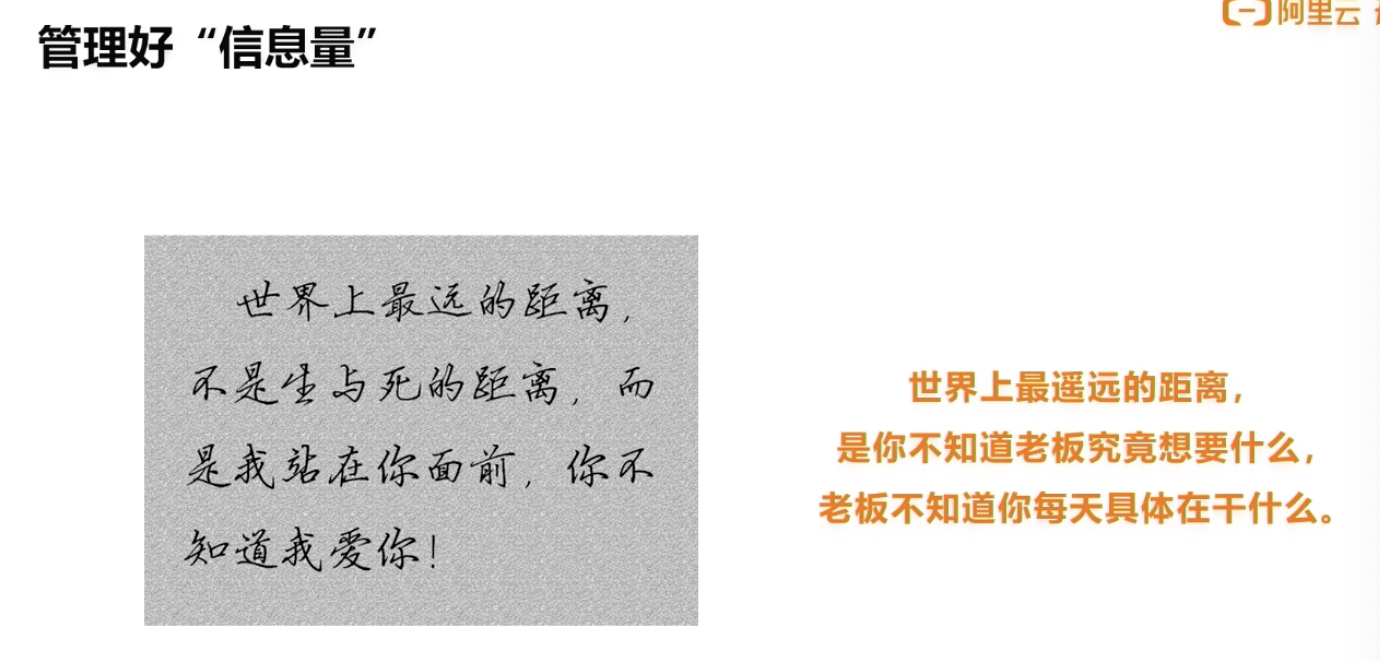 管理好“信息量”
阿里云
世界上最远的距离，
不是生与死的距离，而
是我站在你面前，你不
知道我爱你！
世界上最遥远的距离，
是你不知道老板究竟想要什么，
老板不知道你每天具体在干什么。